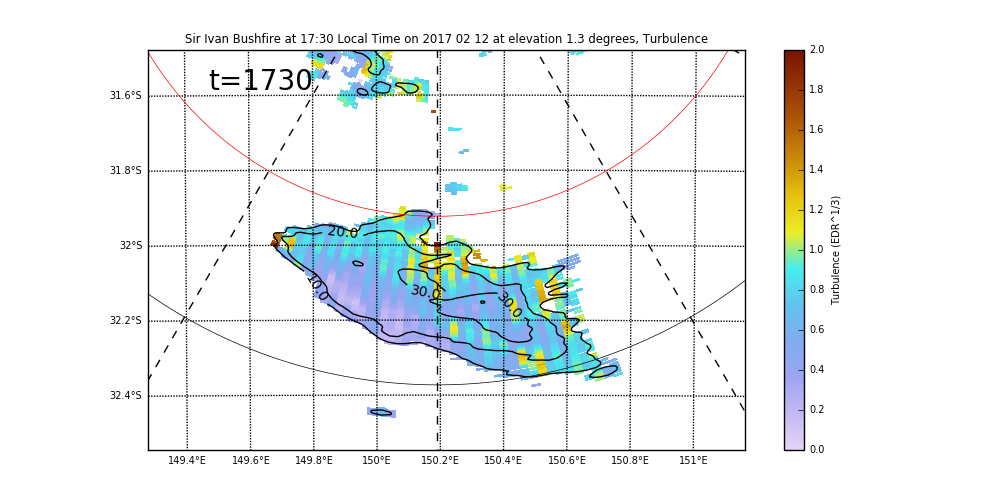 Sir Ivan Bushfire at 17:30 Local Time on 2017 02 12 at elevation 1.3 degrees, Turbulence
t=1730
31.6°S
31.8°S
32°S
32.2°S
32.4°S
20.0
10.0
30.0
30.0
149.4°E 149.6°E 149.8°E 150°E 150.2°E 150.4°E 150.6°E 150.8°E 151°E
2.0
1.8
1.6
1.4
1.2
1.0
0.8
0.6
0.4
0.2
0.0
Turbulence (EDR^1/3)